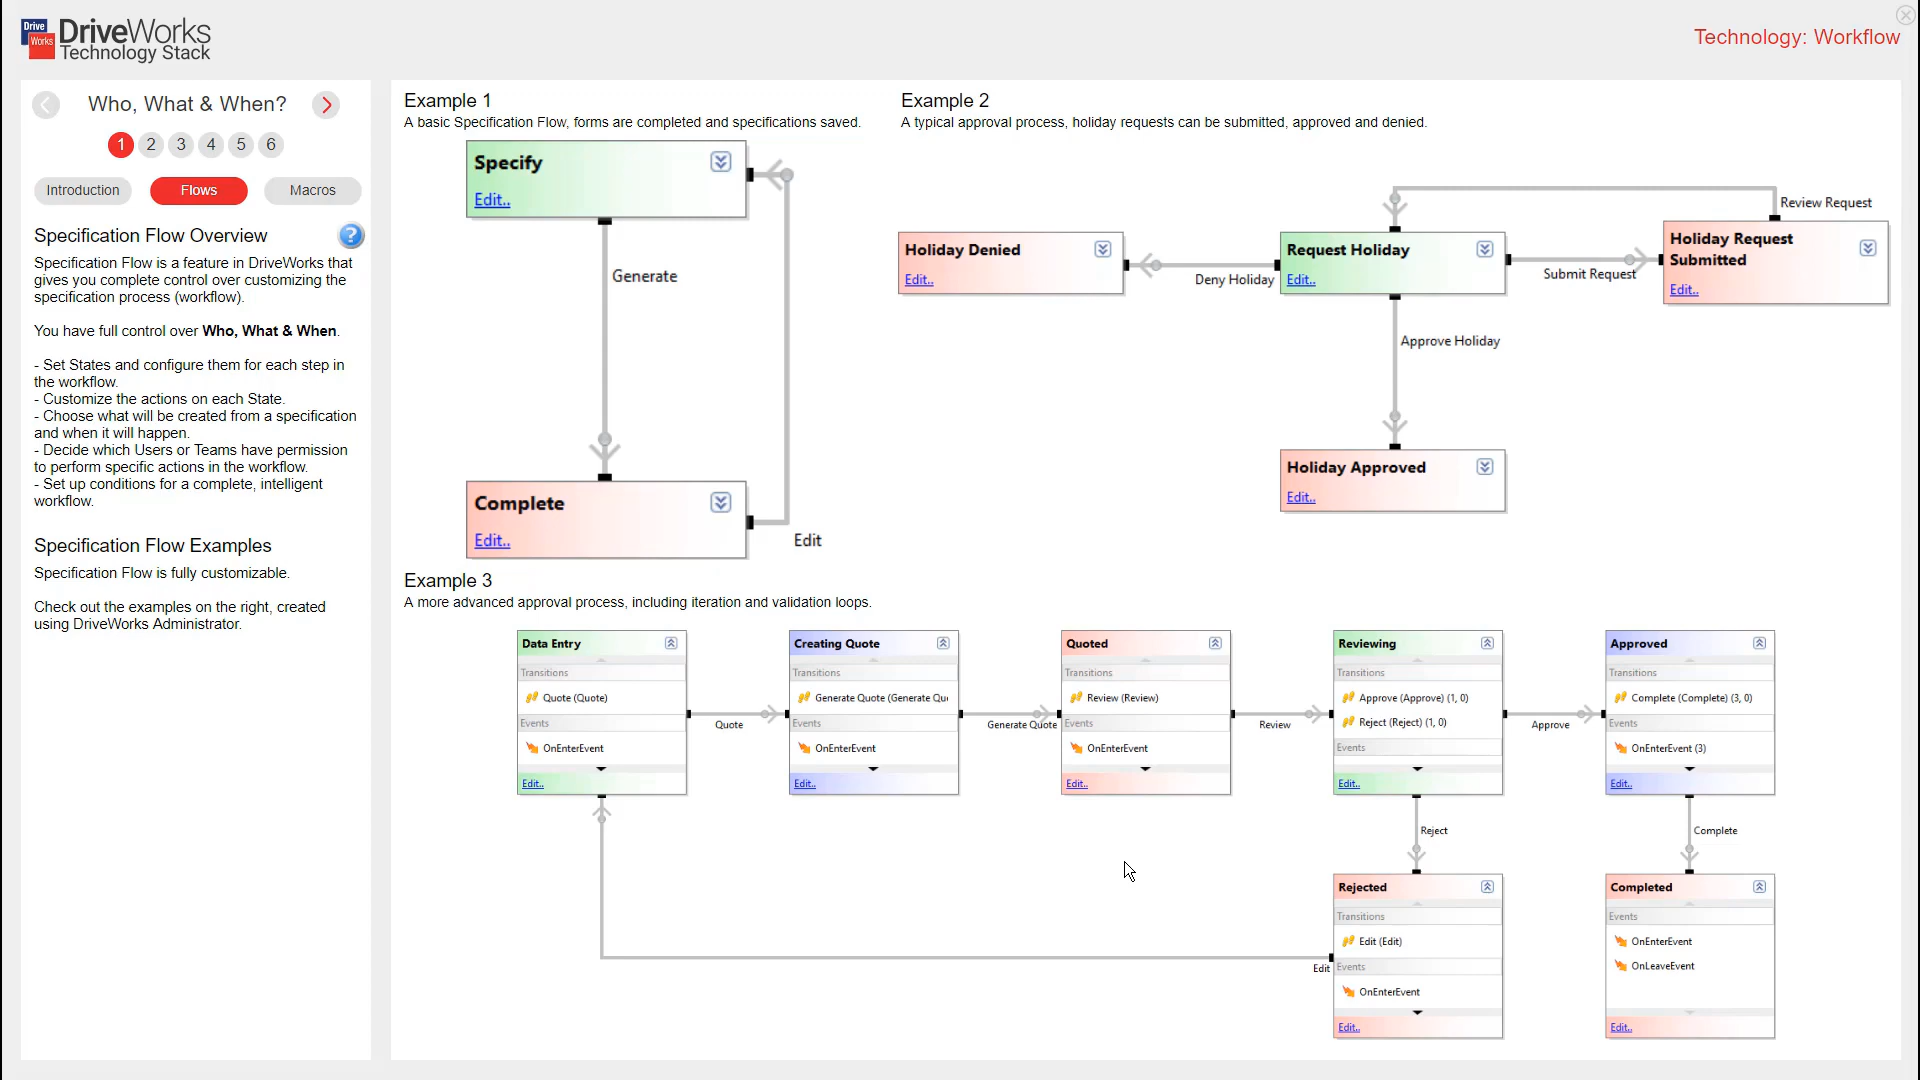 Drive
Works
DriveWorks
Technology Stack
Technology: Workflow
Who, What & When?
1 2 3 4 5 6
Introduction Flows Macros
Specification Flow Overview
?
Specification Flow is a feature in DriveWorks that
gives you complete control over customizing the
specification process (workflow).
You have full control over Who, What & When.
- Set States and configure them for each step in
the workflow.
- Customize the actions on each State.
- Choose what will be created from a specification
and when it will happen.
- Decide which Users or Teams have permission
to perform specific actions in the workflow.
- Set up conditions for a complete, intelligent
workflow.
Specification Flow Examples
Specification Flow is fully customizable.
Check out the examples on the right, created
using DriveWorks Administrator.
Example 1
A basic Specification Flow, forms are completed and specifications saved.
Specify
Edit..
Generate
Complete
Edit..
Edit
Example 2
A typical approval process, holiday requests can be submitted, approved and denied.
Review Request
Holiday Denied
Edit..
Deny Holiday
Request Holiday
Edit..
Submit Request
Holiday Request
Submitted
Edit..
Approve Holiday
Holiday Approved
Edit..
Example 3
A more advanced approval process, including iteration and validation loops.
Data Entry
Transitions
Quote (Quote)
Events
OnEnterEvent
Edit..
Quote
Creating Quote
Transitions
Generate Quote (Generate Quo
Events
OnEnterEvent
Edit..
Generate Quote
Quoted
Transitions
Review (Review)
Events
OnEnterEvent
Edit..
Review
Reviewing
Transitions
Approve (Approve) (1, 0)
Reject (Reject) (1, 0)
Events
Edit..
Approve
Approved
Transitions
Complete (Complete) (3, 0)
Events
OnEnterEvent (3)
Edit..
Reject
Complete
Rejected
Transitions
Edit (Edit)
Events
OnEnterEvent
Edit..
Edit
Completed
Events
OnEnterEvent
OnLeaveEvent
Edit..